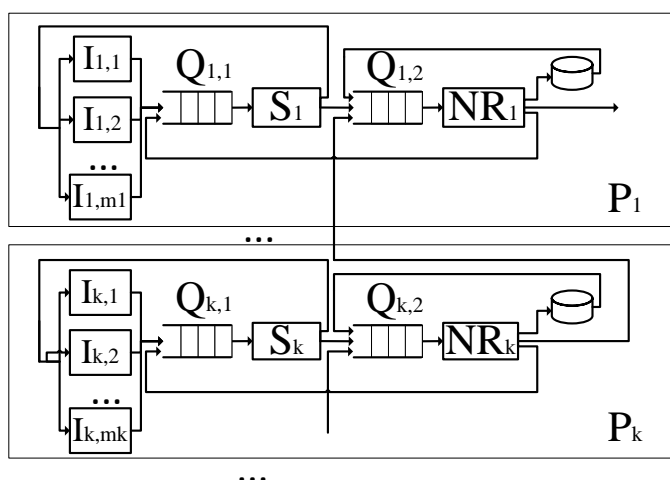 I1,1
Q1,1
Q1,2
I1,2
S1
NR1
...
I1,m1
P1
...
Ik,1
Qk,1
Qk,2
Ik,2
Sk
NRk
...
Ik,mk
Pk
...